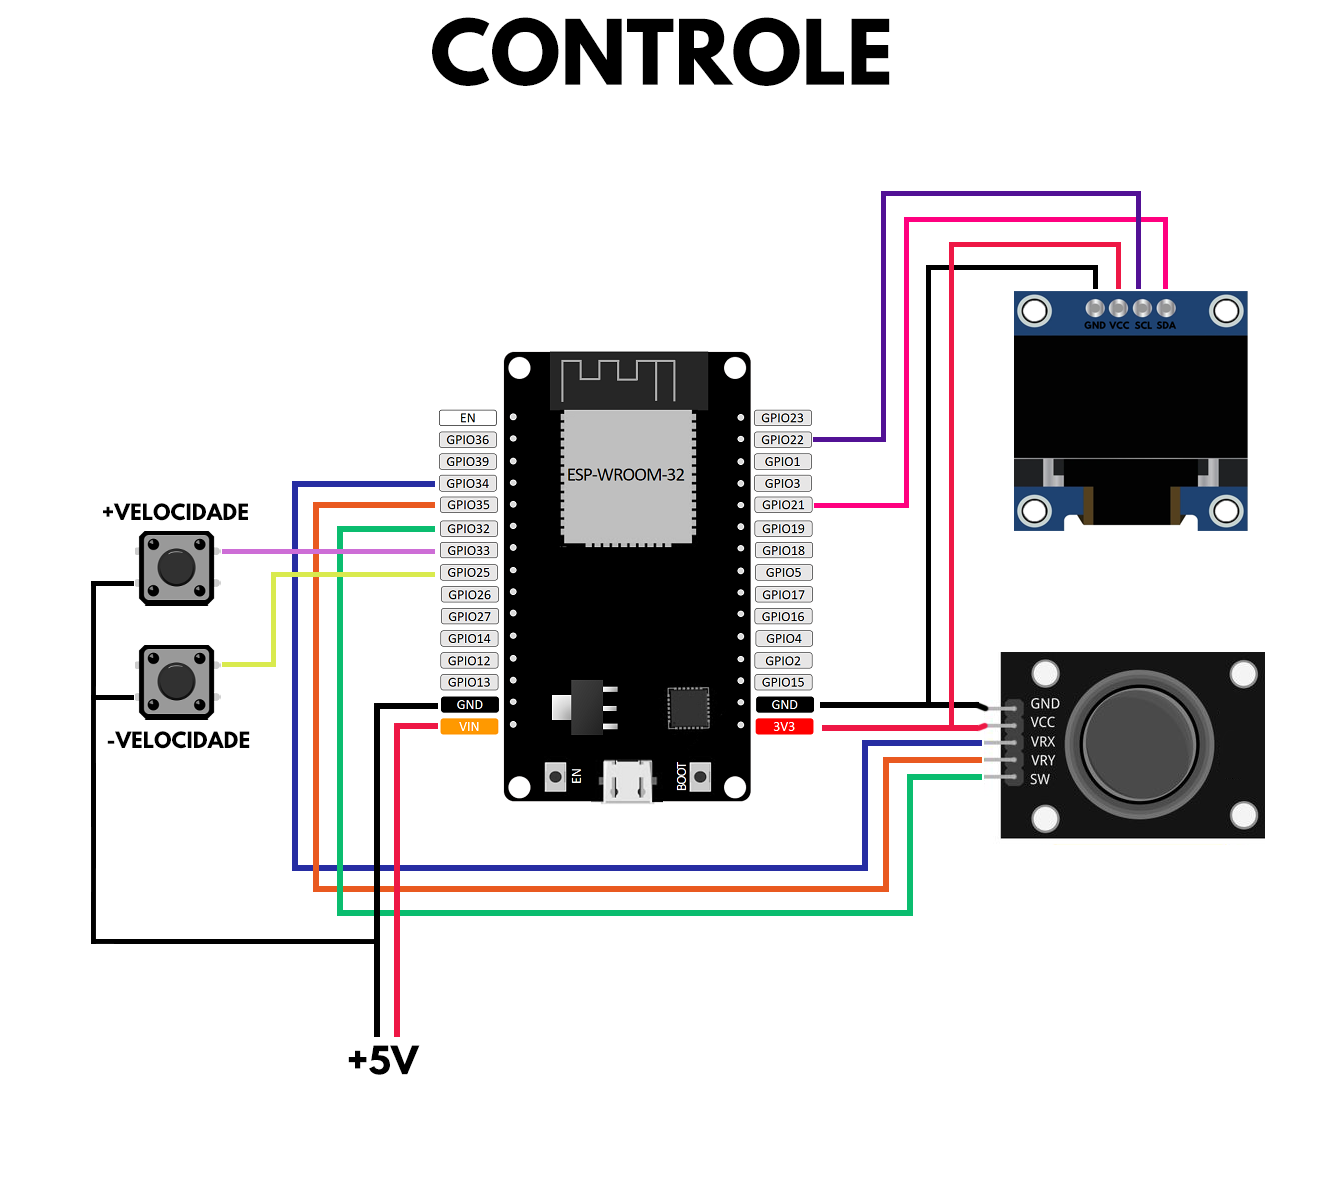 CONTROLE
GND VCC SCL SDA
ESP-WROOM-32
EN
GPIO36
GPIO39
GPIO34
GPIO35
GPIO32
GPIO33
GPIO25
GPIO26
GPIO27
GPIO14
GPIO12
GPIO13
GND
VIN
GPIO23
GPIO22
GPIO1
GPIO3
GPIO21
GPIO19
GPIO18
GPIO5
GPIO17
GPIO16
GPIO4
GPIO2
GPIO15
GND
3V3
EN
BOOT
+VELOCIDADE
-VELOCIDADE
GND
VCC
VRX
VRY
SW
+5V